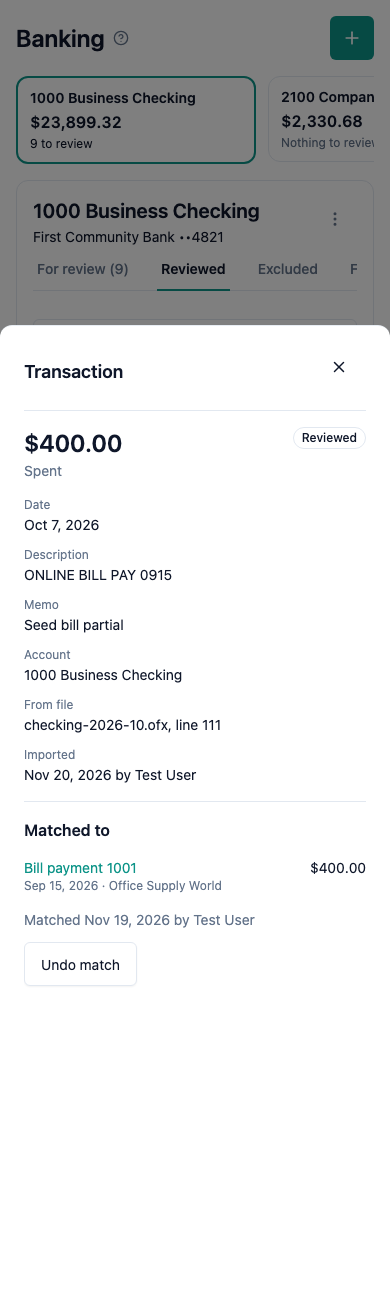 Banking
1000 Business Checking
$23,899.32
9 to review
2100 Compan
$2,330.68
Nothing to review
1000 Business Checking
First Community Bank ••4821
For review (9)
Reviewed
Excluded
F
Transaction
$400.00
Reviewed
Spent
Date
Oct 7, 2026
Description
ONLINE BILL PAY 0915
Memo
Seed bill partial
Account
1000 Business Checking
From file
checking-2026-10.ofx, line 111
Imported
Nov 20, 2026 by Test User
Matched to
Bill payment 1001
$400.00
Sep 15, 2026 · Office Supply World
Matched Nov 19, 2026 by Test User
Undo match